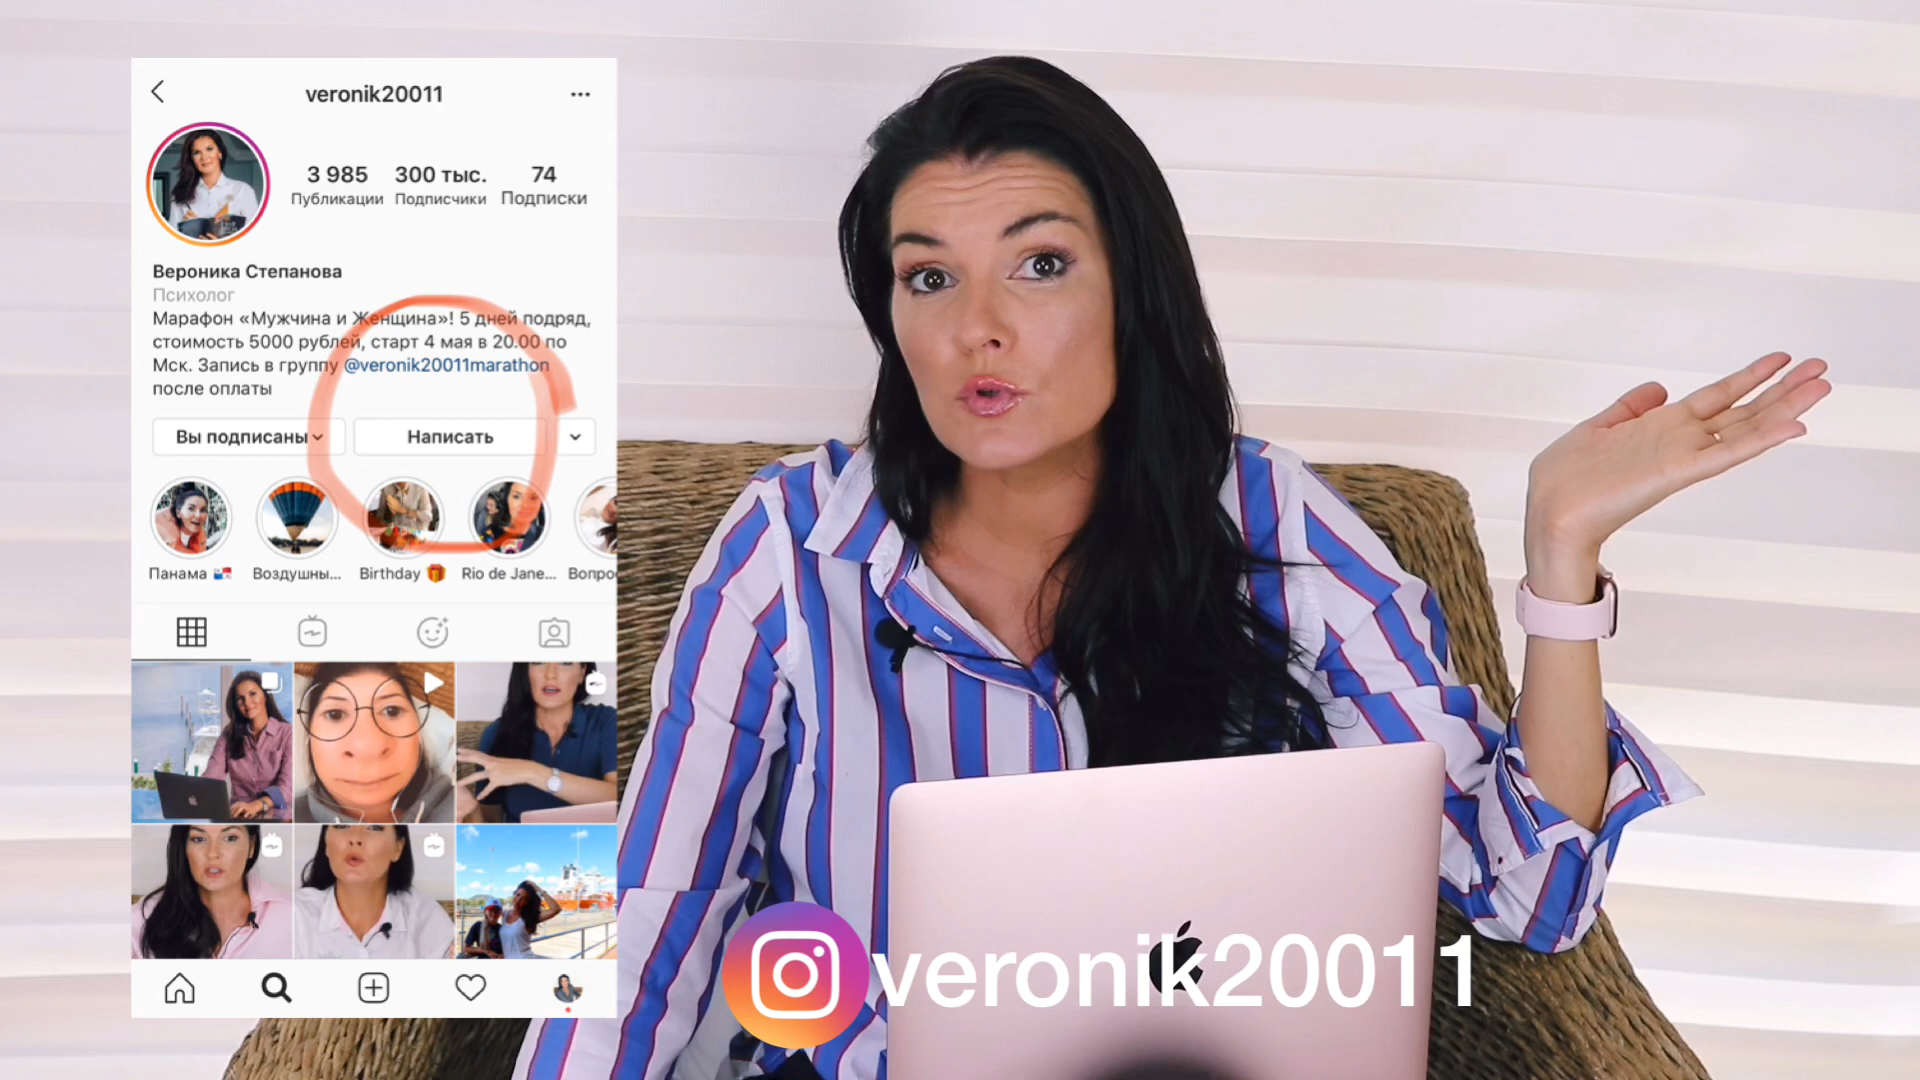 veronik20011
3 985 300 тыс. 74
Публикации Подписчики Подписки
Вероника Степанова
Психолог
Марафон «Мужчина и Женщина»! 5 дней подряд,
стоимость 5000 рублей, старт 4 мая в 20.00 по
Мск. Запись в группу @veronik20011marathon
после оплаты
Вы подписаны Написать
Панама Воздушны... Birthday Rio de Jane... Вопро
veronik20011